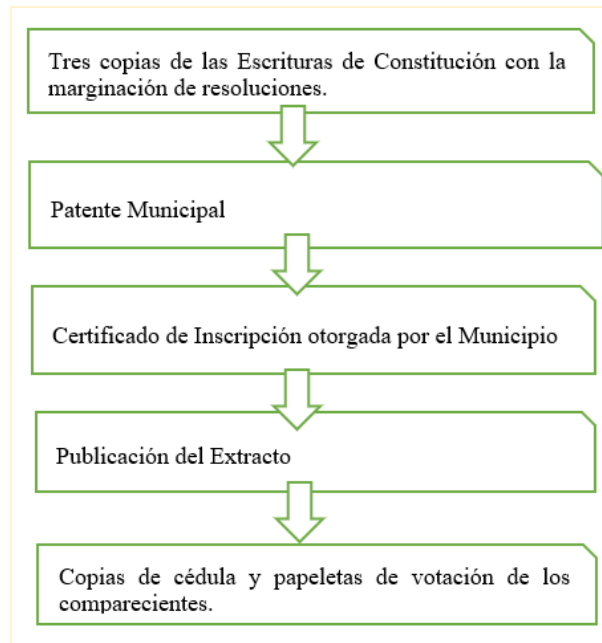 Tres copias de las Escrituras de Constitución con la
marginación de resoluciones.
Patente Municipal
Certificado de Inscripción otorgada por el Municipio
Publicación del Extracto
Copias de cédula y papeletas de votación de los
comparecientes.